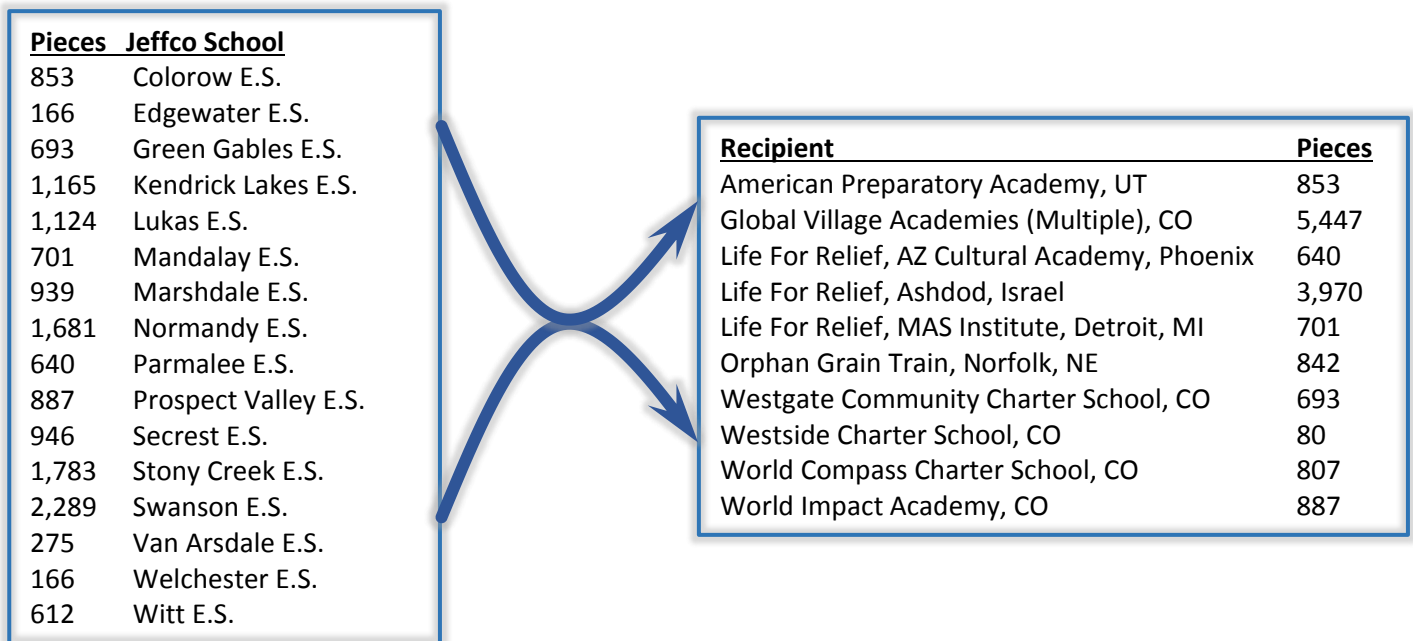 Pieces Jeffco School
853 Colorow E.S.
166 Edgewater E.S.
693 Green Gables E.S.
1,165 Kendrick Lakes E.S.
1,124 Lukas E.S.
701 Mandalay E.S.
939 Marshdale E.S.
1,681 Normandy E.S.
640 Parmalee E.S.
887 Prospect Valley E.S.
946 Secrest E.S.
1,783 Stony Creek E.S.
2,289 Swanson E.S.
275 Van Arsdale E.S.
166 Welchester E.S.
612 Witt E.S.
Recipient Pieces
American Preparatory Academy, UT 853
Global Village Academies (Multiple), CO 5,447
Life For Relief, AZ Cultural Academy, Phoenix 640
Life For Relief, Ashdod, Israel 3,970
Life For Relief, MAS Institute, Detroit, MI 701
Orphan Grain Train, Norfolk, NE 842
Westgate Community Charter School, CO 693
Westside Charter School, CO 80
World Compass Charter School, CO 807
World Impact Academy, CO 887